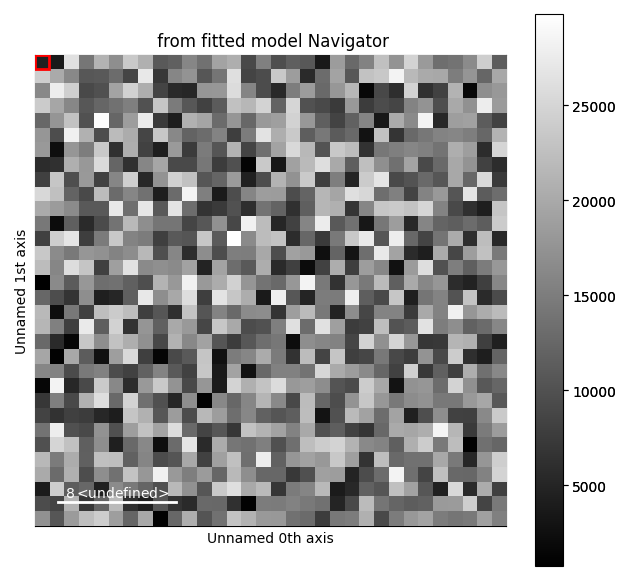 from fitted model Navigator
Unnamed 1st axis
8 <undefined>
Unnamed 0th axis
25000
20000
15000
10000
5000